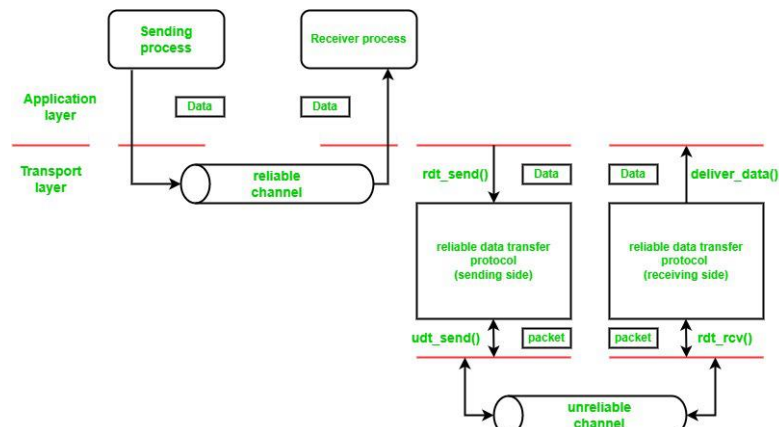 Sending
process
Receiver process
Application
layer
Data
Data
Transport
layer
reliable
channel
rdt_send()
Data
Data
deliver_data()
reliable data transfer
protocol
(sending side)
reliable data transfer
protocol
(receiving side)
udt_send()
packet
packet
rdt_rcv()
unreliable
channel